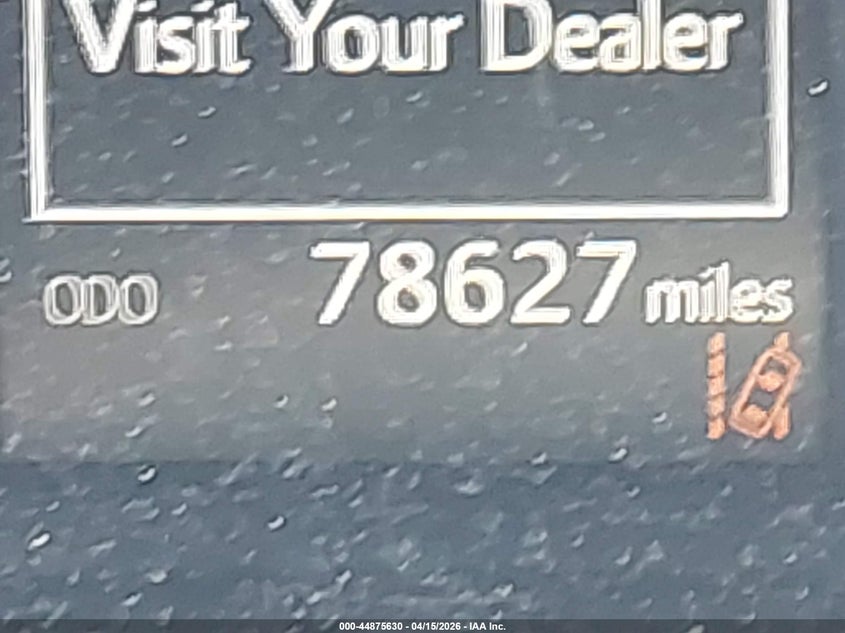 Visit Your Dealer
ODO 78627 miles
000-44875630 - 04/15/2026 - IAA Inc.